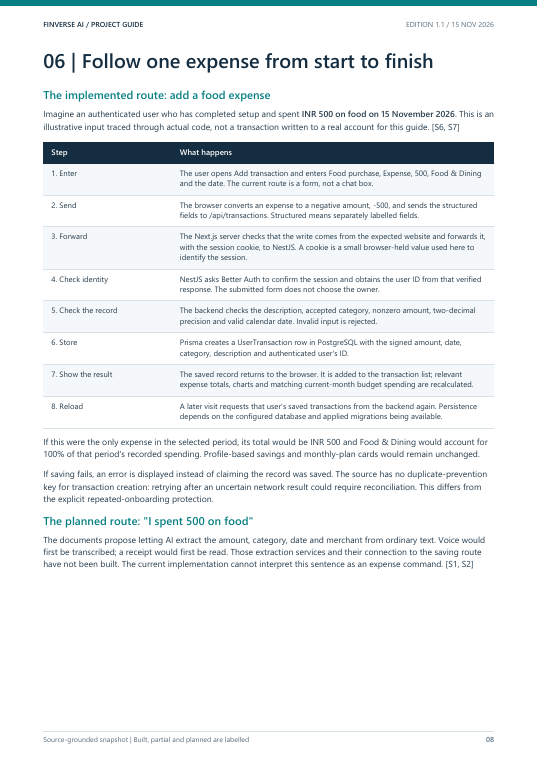 FINVERSE AI / PROJECT GUIDE
EDITION 1.1 / 15 NOV 2026
06 | Follow one expense from start to finish
The implemented route: add a food expense
Imagine an authenticated user who has completed setup and spent INR 500 on food on 15 November 2026. This is an
illustrative input traced through actual code, not a transaction written to a real account for this guide. [S6, S7]
Step What happens
1. Enter The user opens Add transaction and enters Food purchase, Expense, 500, Food & Dining
and the date. The current route is a form, not a chat box.
2. Send The browser converts an expense to a negative amount, -500, and sends the structured
fields to /api/transactions. Structured means separately labelled fields.
3. Forward The Next.js server checks that the write comes from the expected website and forwards it,
with the session cookie, to NestJS. A cookie is a small browser-held value used here to
identify the session.
4. Check identity NestJS asks Better Auth to confirm the session and obtains the user ID from that verified
response. The submitted form does not choose the owner.
5. Check the record The backend checks the description, accepted category, nonzero amount, two-decimal
precision and valid calendar date. Invalid input is rejected.
6. Store Prisma creates a UserTransaction row in PostgreSQL with the signed amount, date,
category, description and authenticated user's ID.
7. Show the result The saved record returns to the browser. It is added to the transaction list; relevant
expense totals, charts and matching current-month budget spending are recalculated.
8. Reload A later visit requests that user's saved transactions from the backend again. Persistence
depends on the configured database and applied migrations being available.
If this were the only expense in the selected period, its total would be INR 500 and Food & Dining would account for
100% of that period's recorded spending. Profile-based savings and monthly-plan cards would remain unchanged.
If saving fails, an error is displayed instead of claiming the record was saved. The source has no duplicate-prevention
key for transaction creation: retrying after an uncertain network result could require reconciliation. This differs from
the explicit repeated-onboarding protection.
The planned route: "I spent 500 on food"
The documents propose letting AI extract the amount, category, date and merchant from ordinary text. Voice would
first be transcribed; a receipt would first be read. Those extraction services and their connection to the saving route
have not been built. The current implementation cannot interpret this sentence as an expense command. [S1, S2]
Source-grounded snapshot | Built, partial and planned are labelled
08